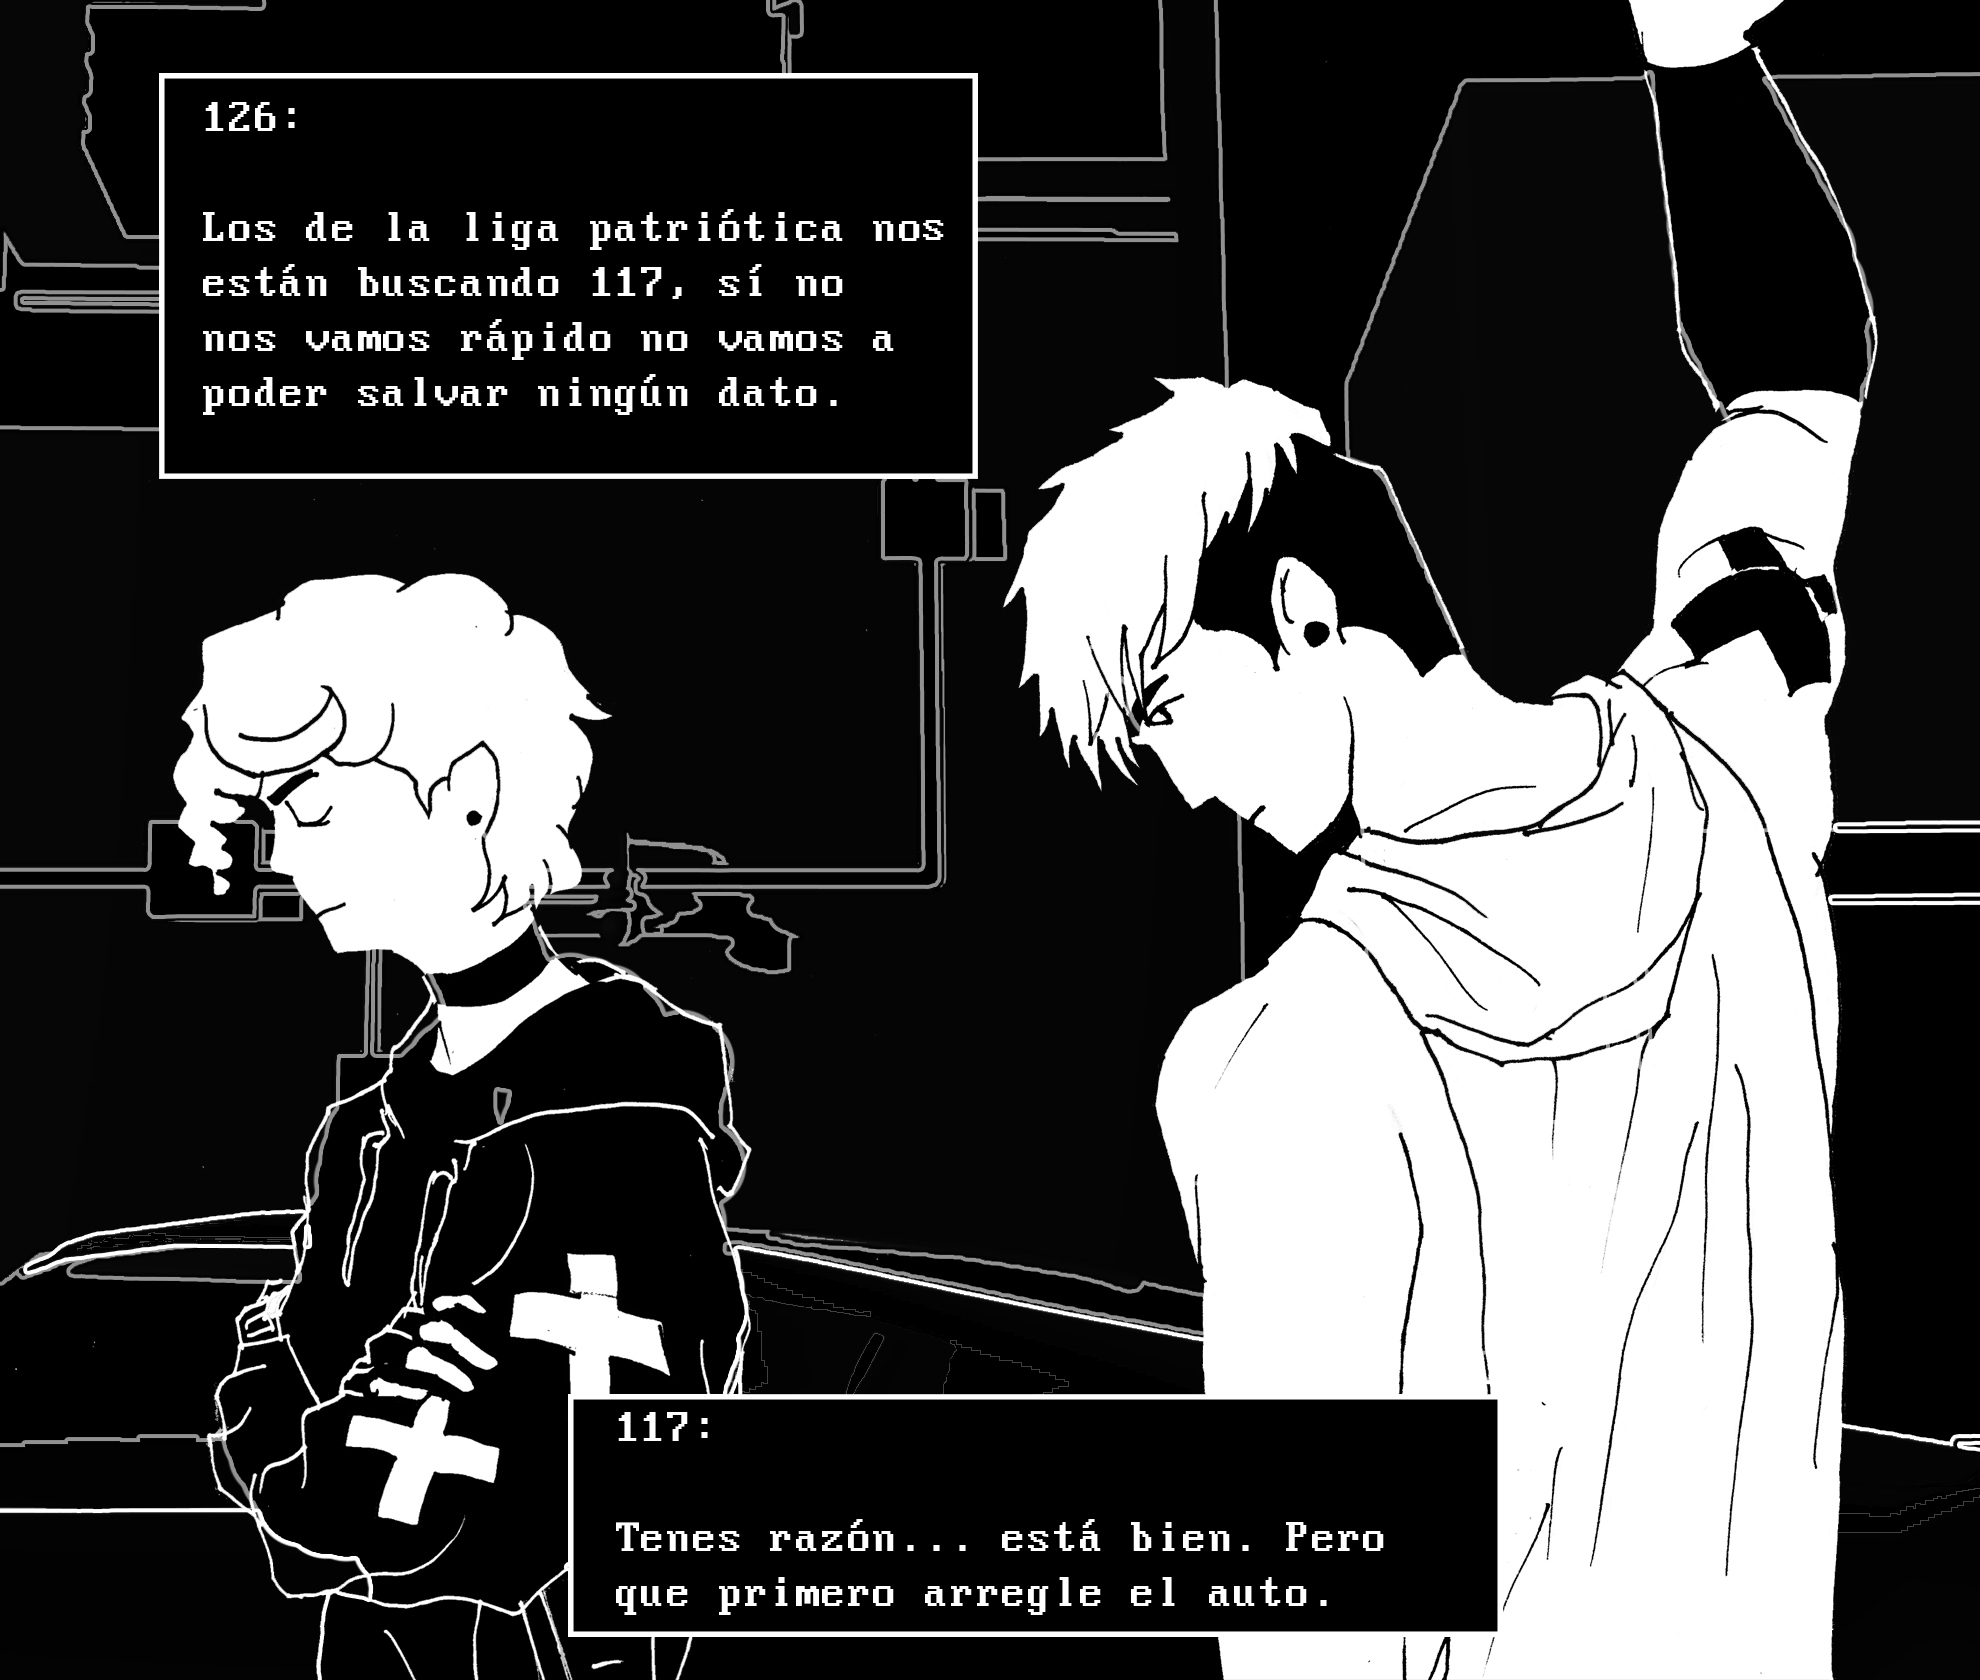 126:
Los de la liga patriótica nos
están buscando 117, sí no
nos vamos rápido no vamos a
poder salvar ningún dato.
117:
Tenes razón... está bien. Pero
que primero arregle el auto.